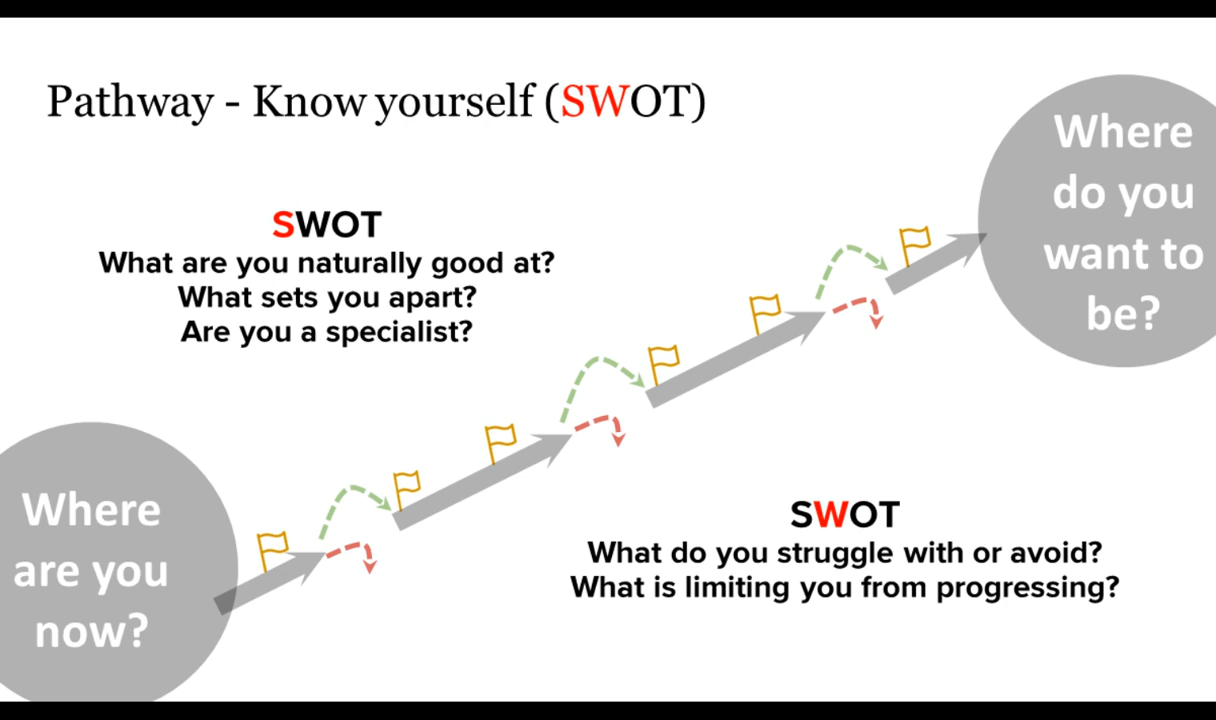 Pathway - Know yourself (SWOT)
SWOT
What are you naturally good at?
What sets you apart?
Are you a specialist?
Where
do you
want to
be?
Where
are you
now?
SWOT
What do you struggle with or avoid?
What is limiting you from progressing?